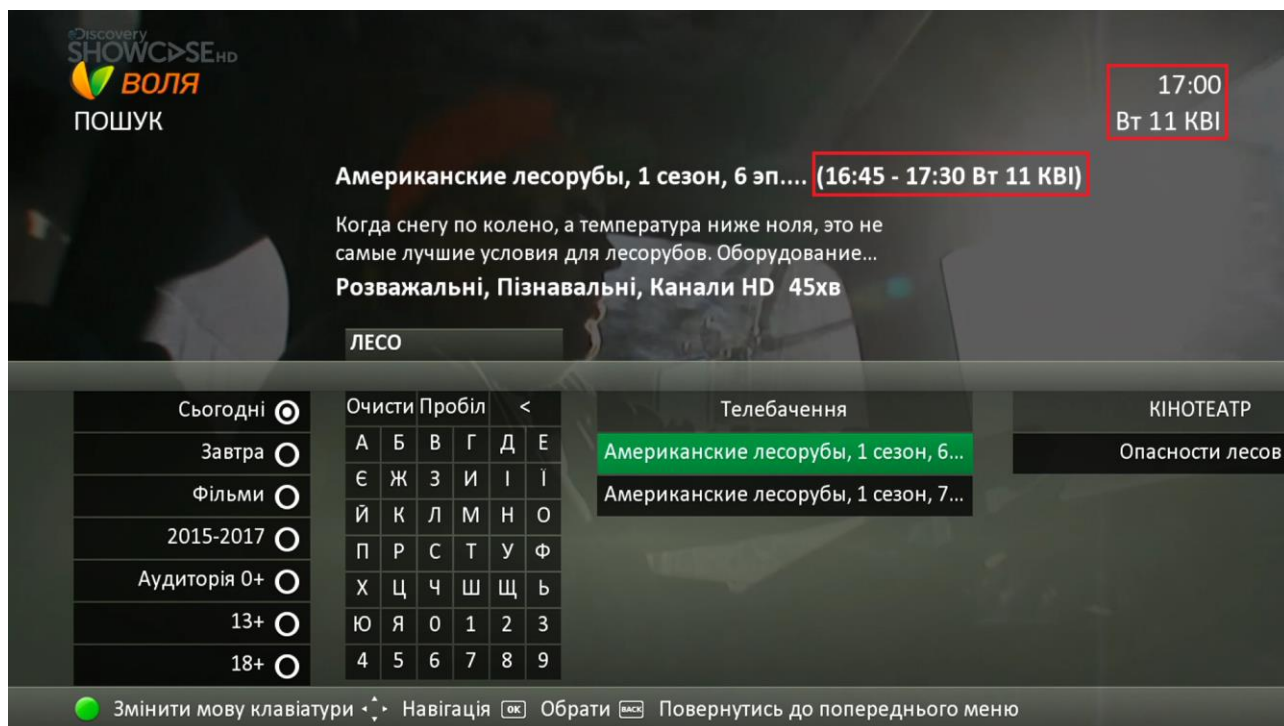 Discovery
SHOWCASE HD
ВОЛЯ
17:00
ПОШУК
Вт 11 КВІ
Американские лесорубы, 1 сезон, 6 эп.... (16:45 - 17:30 Вт 11 КВІ)
Когда снегу по колено, а температура ниже ноля, это не
самые лучшие условия для лесорубов. Оборудование...
Розважальні, Пізнавальні, Канали HD 45хв
ЛЕСО
Сьогодні
Завтра
Фільми
2015-2017
Аудиторія 0+
13+
18+
Очисти Пробіл <
А Б В Г Д Е
Є Ж З И І Ї
Й К Л М Н О
П Р С Т У Ф
Х Ц Ч Ш Щ Ь
Ю Я 0 1 2 3
4 5 6 7 8 9
Телебачення
Американские лесорубы, 1 сезон, 6...
Американские лесорубы, 1 сезон, 7...
КІНОТЕАТР
Опасности лесов
Змінити мову клавіатури Навігація OK Обрати BACK Повернутись до попереднього меню